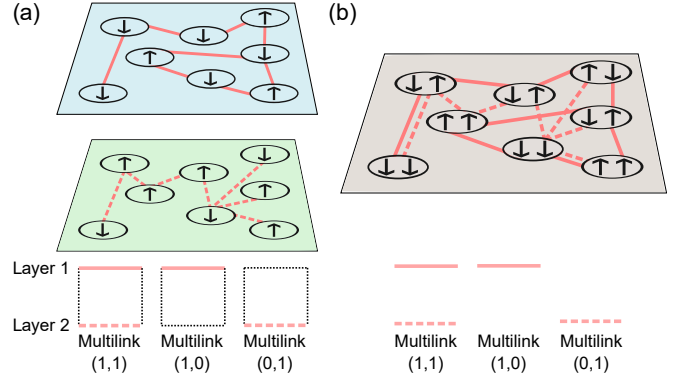 (a)
(b)
Layer 1
Layer 2
Multilink Multilink Multilink
(1,1) (1,0) (0,1)
Multilink Multilink Multilink
(1,1) (1,0) (0,1)